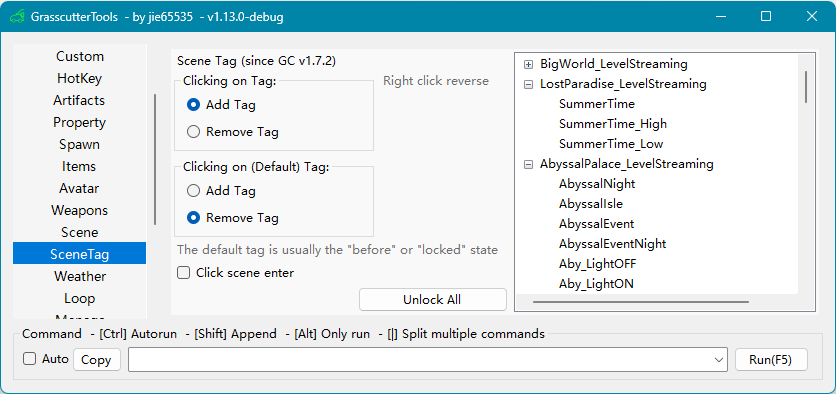 GrasscutterTools - by jie65535 - v1.13.0-debug
Custom
HotKey
Artifacts
Property
Spawn
Items
Avatar
Weapons
Scene
SceneTag
Weather
Loop
Scene Tag (since GC v1.7.2)
Clicking on Tag:
Right click reverse
Add Tag
Remove Tag
Clicking on (Default) Tag:
Add Tag
Remove Tag
The default tag is usually the "before" or "locked" state
Click scene enter
Unlock All
BigWorld_LevelStreaming
LostParadise_LevelStreaming
SummerTime
SummerTime_High
SummerTime_Low
AbyssalPalace_LevelStreaming
AbyssalNight
AbyssalIsle
AbyssalEvent
AbyssalEventNight
Aby_LightOFF
Aby_LightON
Command - [Ctrl] Autorun - [Shift] Append - [Alt] Only run - [|] Split multiple commands
Auto
Copy
Run(F5)